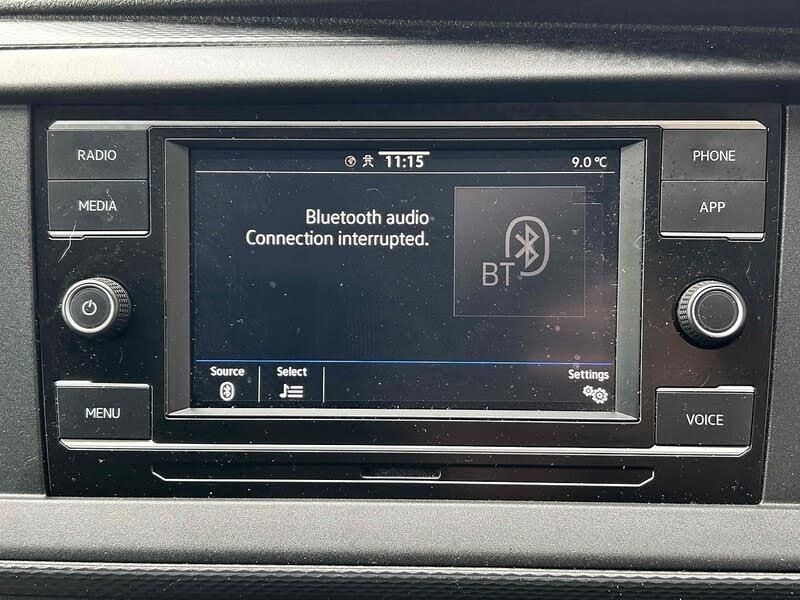 11:15
9.0 °C
RADIO
PHONE
MEDIA
APP
Bluetooth audio
Connection interrupted.
BT
Source
Select
Settings
MENU
VOICE